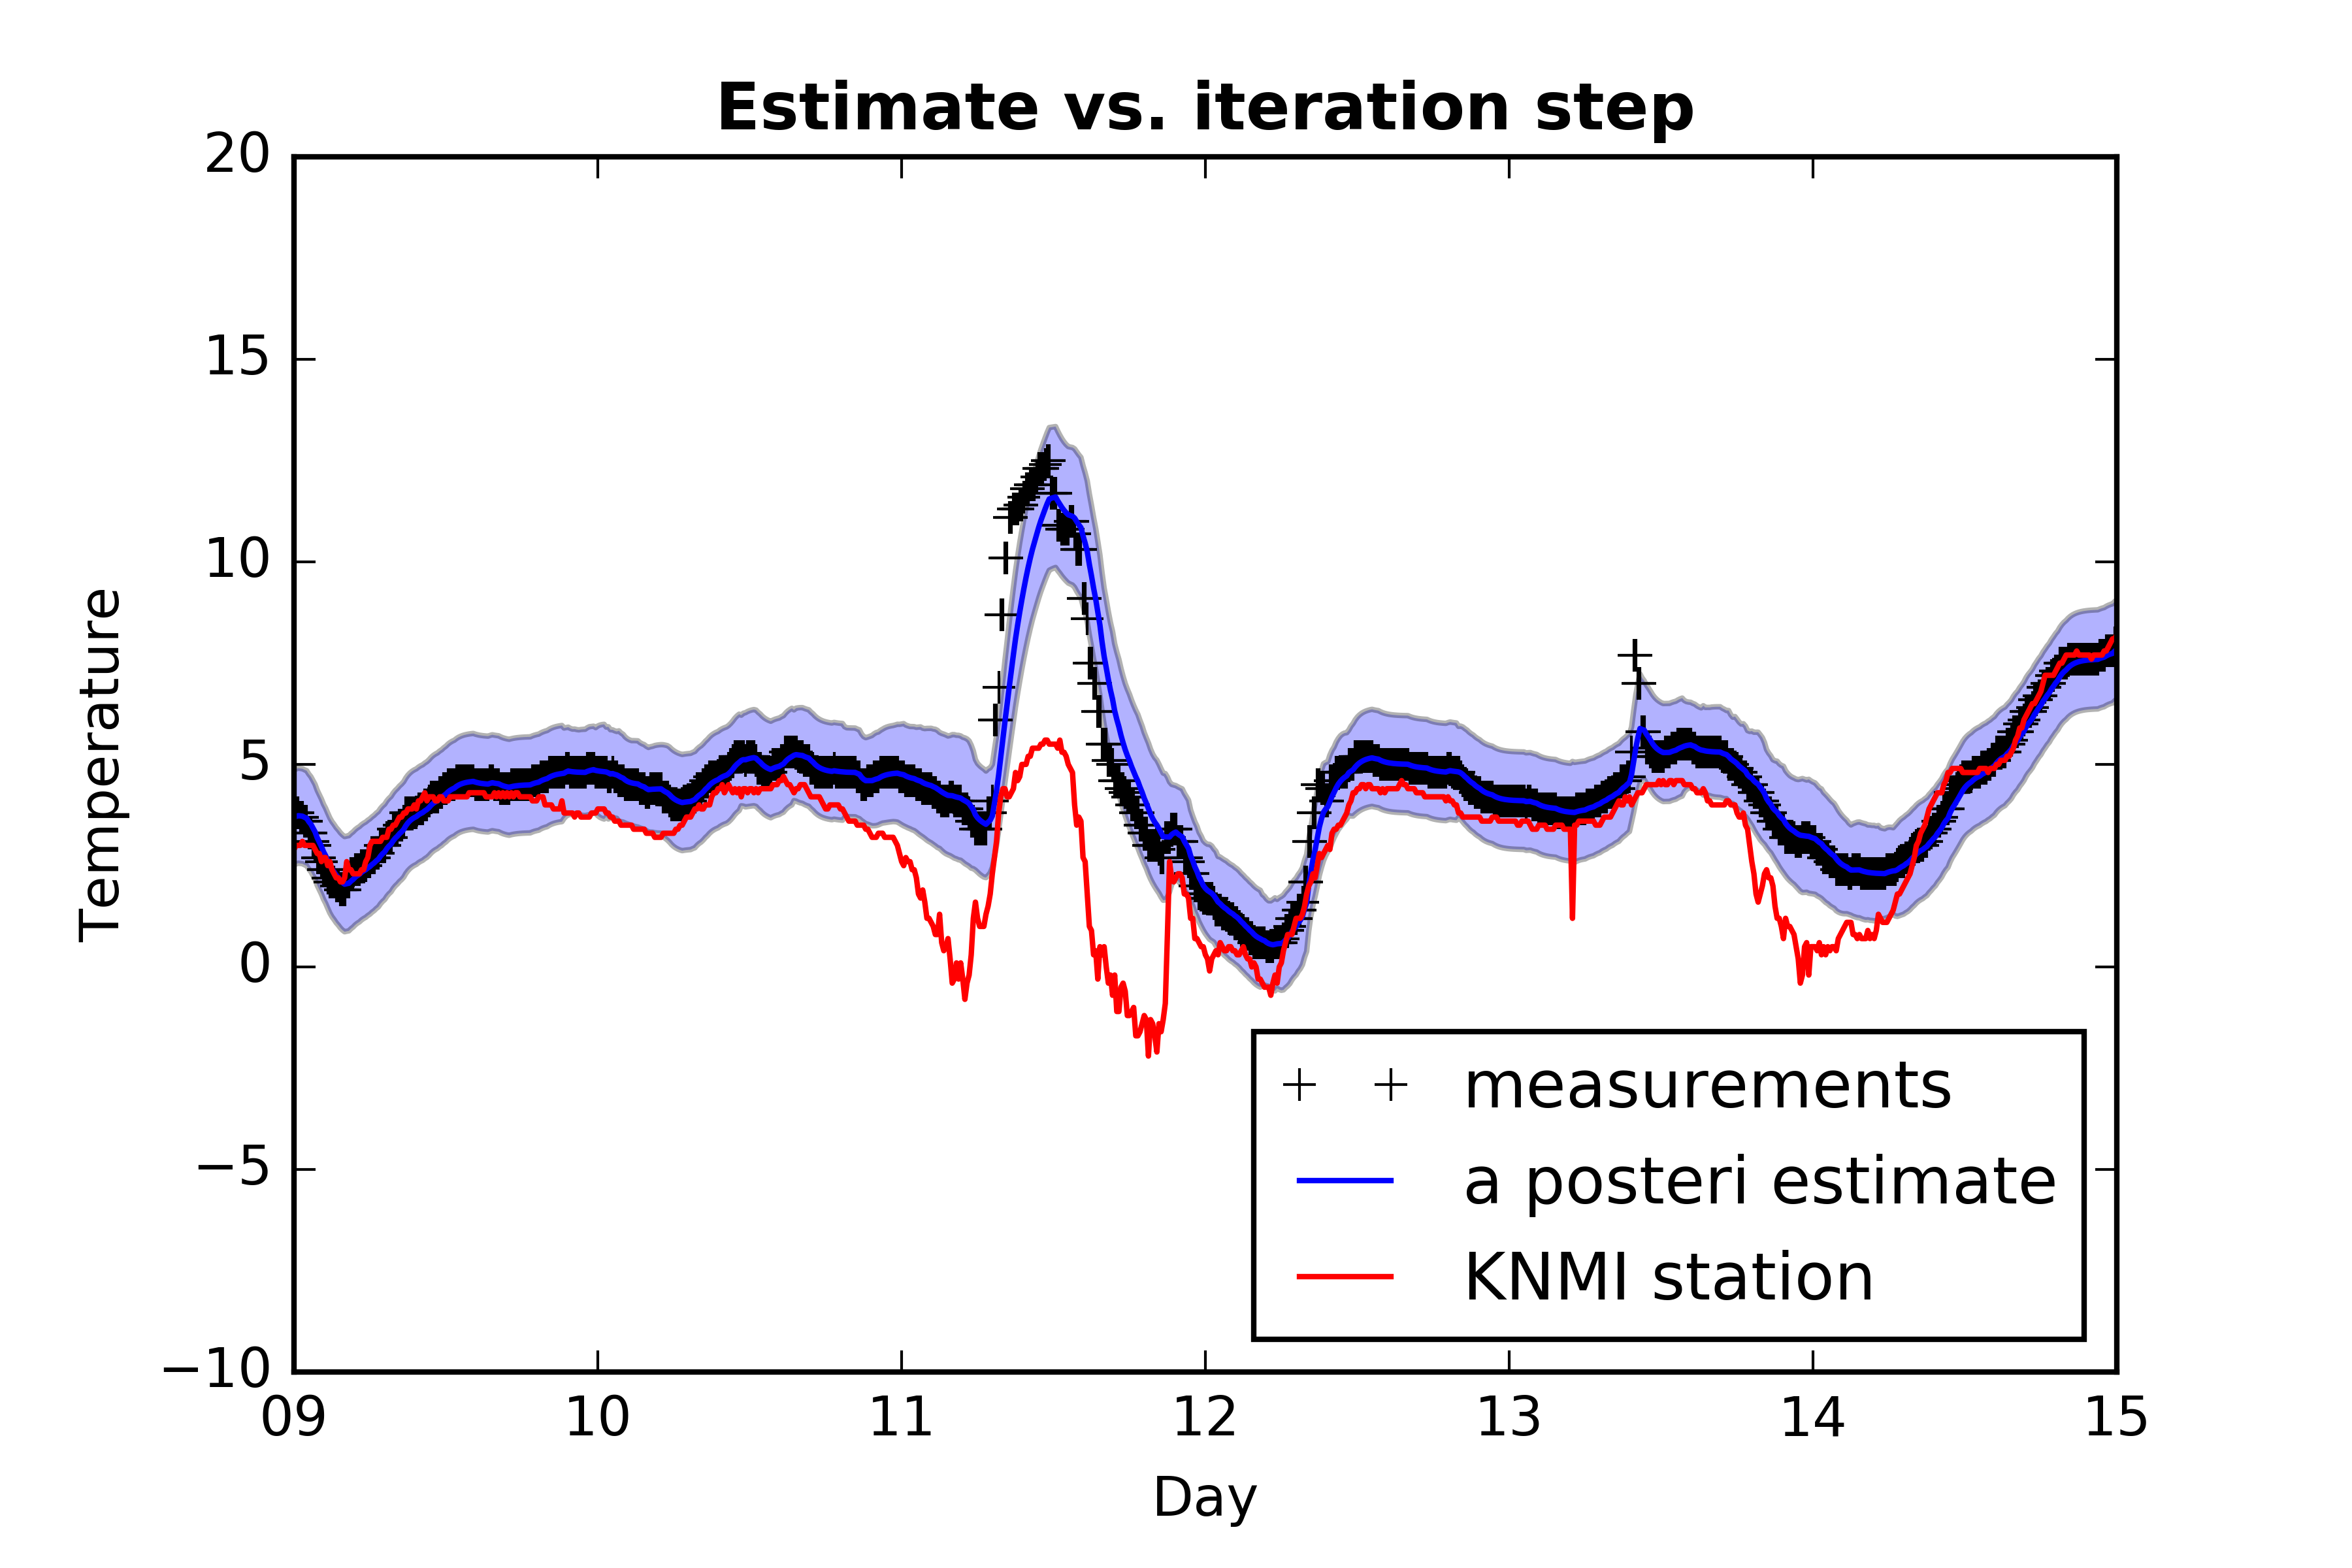 Estimate vs. iteration step
20
15
10
5
0
−5
−10
Temperature
09 10 11 12 13 14 15
Day
measurements
a posteri estimate
KNMI station